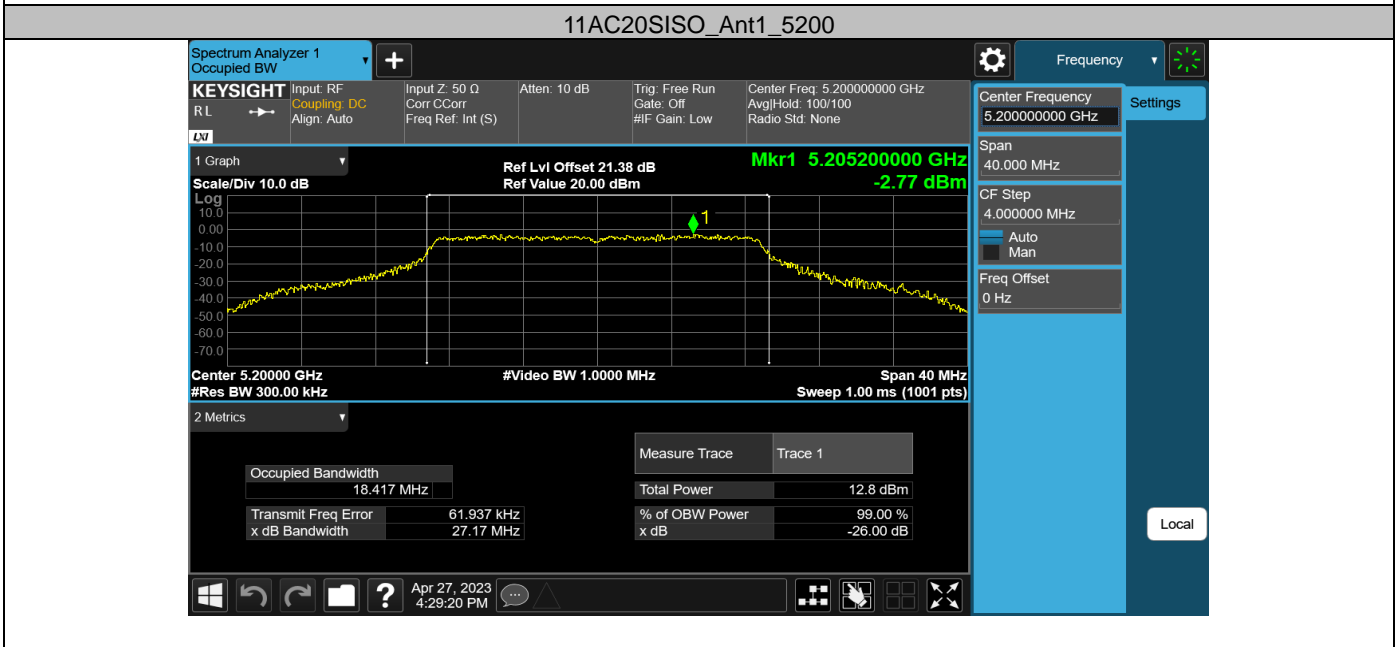 11AC20SISO_Ant1_5200
Spectrum Analyzer 1
Occupied BW
+
Frequency
KEYSIGHT
RL
LXI
Input: RF
Coupling: DC
Align: Auto
Input Z: 50 Ω
Corr CCorr
Freq Ref: Int (S)
Atten: 10 dB
Trig: Free Run
Gate: Off
#IF Gain: Low
Center Freq: 5.200000000 GHz
Avg|Hold: 100/100
Radio Std: None
Center Frequency
5.200000000 GHz
Settings
Span
40.000 MHz
CF Step
4.000000 MHz
Auto
Man
Freq Offset
0 Hz
Local
1 Graph
Scale/Div 10.0 dB
Ref Lvl Offset 21.38 dB
Ref Value 20.00 dBm
Mkr1 5.205200000 GHz
-2.77 dBm
Log
10.0
0.00
-10.0
-20.0
-30.0
-40.0
-50.0
-60.0
-70.0
1
Center 5.20000 GHz
#Res BW 300.00 kHz
#Video BW 1.0000 MHz
Span 40 MHz
Sweep 1.00 ms (1001 pts)
2 Metrics
Measure Trace Trace 1
Occupied Bandwidth
18.417 MHz
Total Power 12.8 dBm
Transmit Freq Error 61.937 kHz
% of OBW Power 99.00 %
x dB Bandwidth 27.17 MHz
x dB -26.00 dB
?
Apr 27, 2023
4:29:20 PM